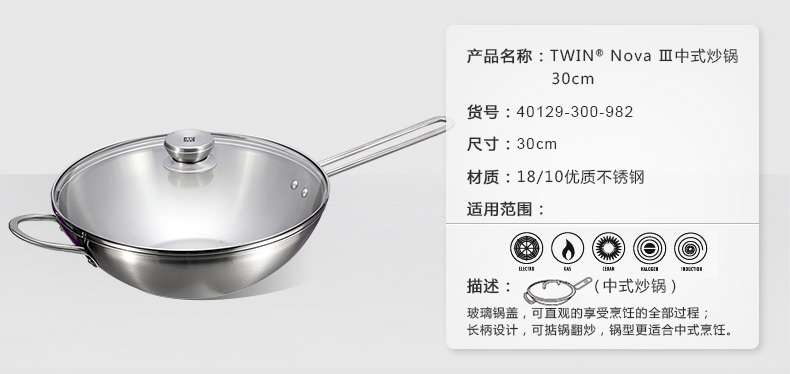 产品名称：TWIN® Nova Ⅲ中式炒锅
30cm
货号：40129-300-982
尺寸：30cm
材质：18/10优质不锈钢
适用范围：
ELECTRO GAS CERAN HALOGEN INDUCTION
描述：（中式炒锅）
玻璃锅盖，可直观的享受烹饪的全部过程；
长柄设计，可掂锅翻炒，锅型更适合中式烹饪。